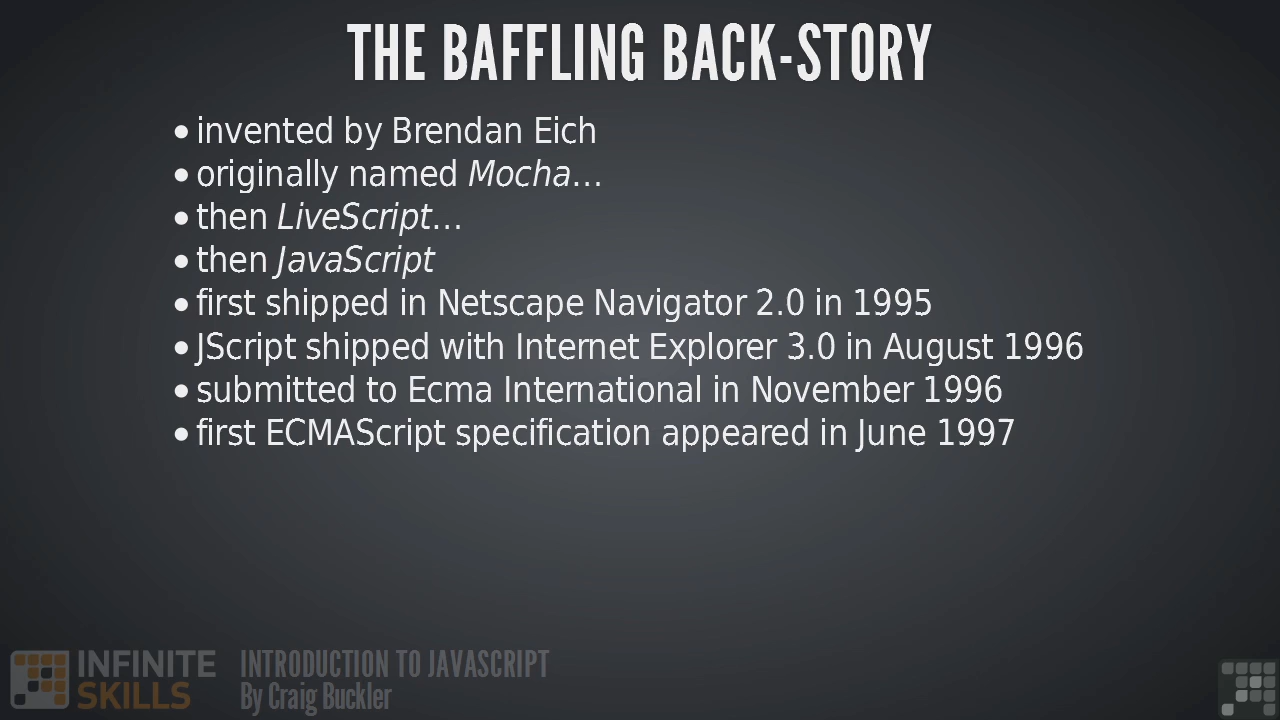 THE BAFFLING BACK-STORY
• invented by Brendan Eich
• originally named Mocha...
• then LiveScript...
• then JavaScript
• first shipped in Netscape Navigator 2.0 in 1995
• JScript shipped with Internet Explorer 3.0 in August 1996
• submitted to Ecma International in November 1996
• first ECMAScript specification appeared in June 1997
INFINITE
SKILLS
INTRODUCTION TO JAVASCRIPT
By Craig Buckler